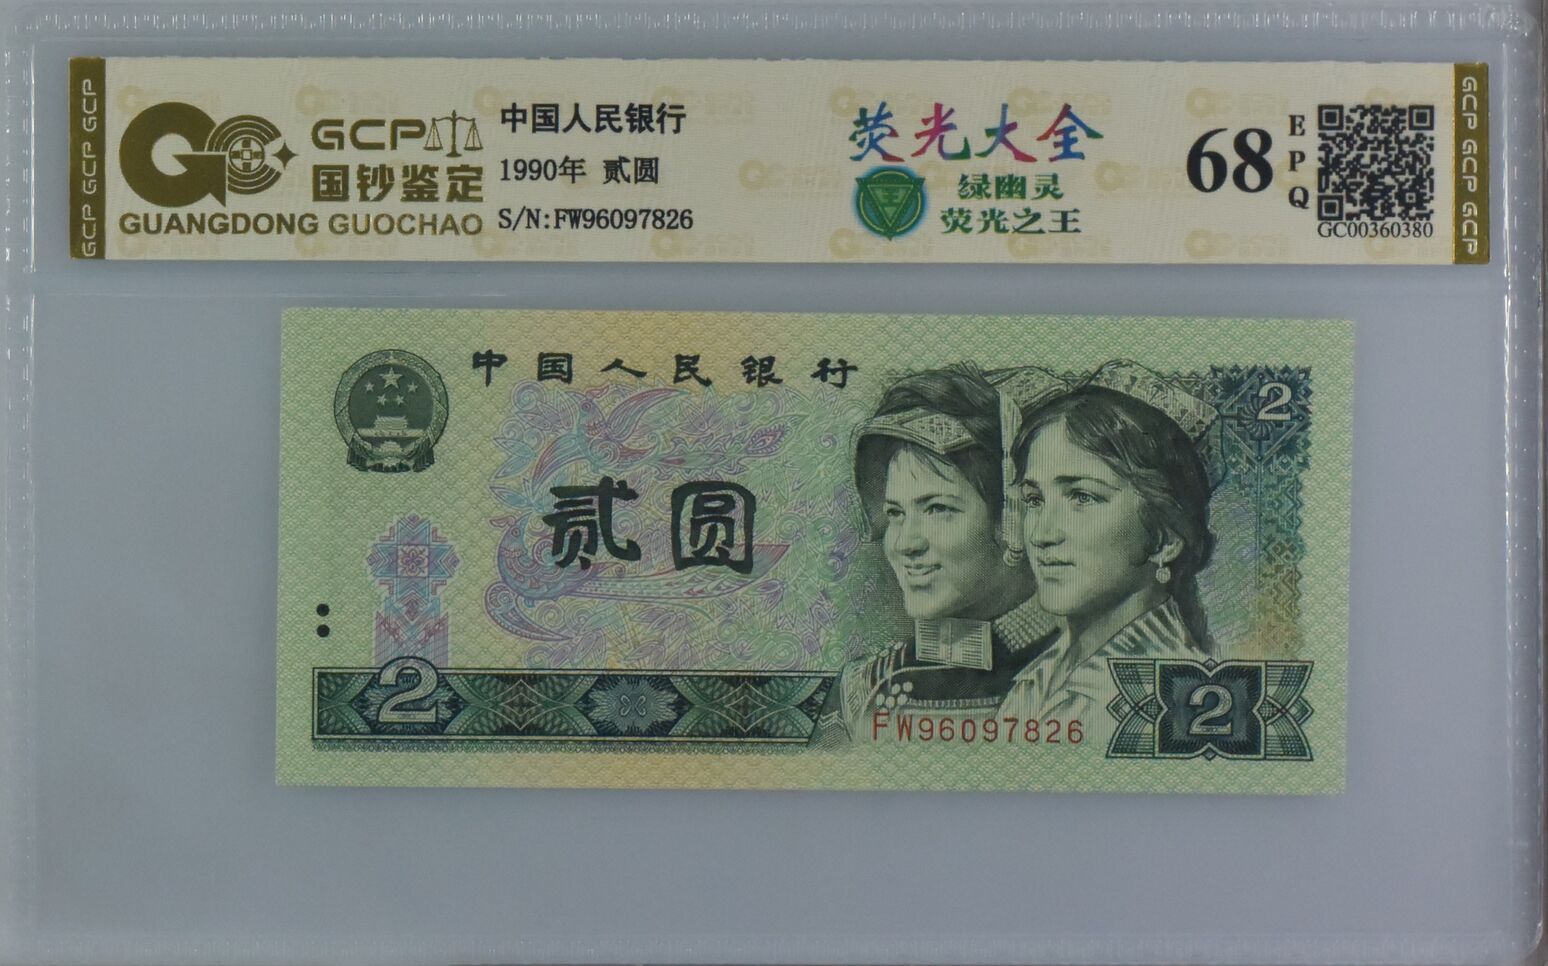 GCP
国钞鉴定
GUANGDONG GUOCHAO
中国人民银行
1990年 贰圆
S/N:FW96097826
荧光大全
王
绿幽灵
荧光之王
68
EPQ
GC00360380
GCP GCP GCP
GCP GCP GCP
中国人民银行
2
贰圆
2
FW96097826
2